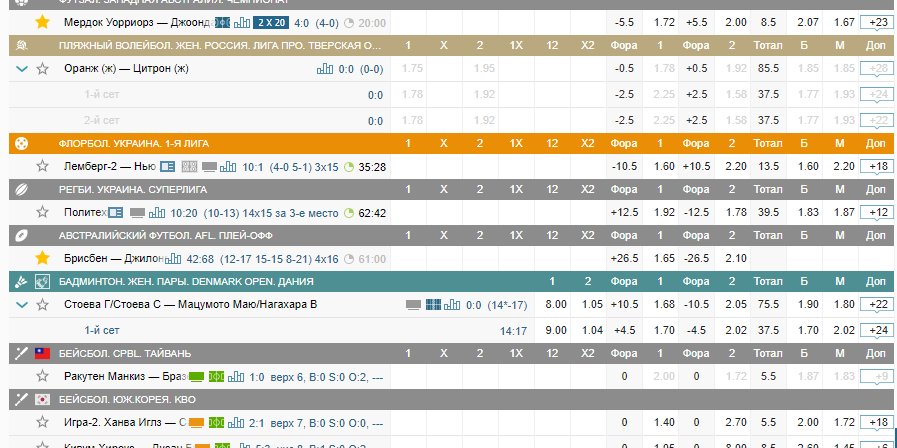 ФУТЗАЛ. ЗАПАДНАЯ АВСТРАЛИЯ. ЧЕМПИОНАТ
Мердок Уорриорз — Джоонд 2 X 20 4:0 (4-0) 20:00 -5.5 1.72 +5.5 2.00 8.5 2.07 1.67 +23
ПЛЯЖНЫЙ ВОЛЕЙБОЛ. ЖЕН. РОССИЯ. ЛИГА ПРО. ТВЕРСКАЯ О... 1 X 2 1X 12 X2 Фора 1 Фора 2 Тотал Б М Доп
Оранж (ж) — Цитрон (ж) 0:0 (0-0) 1.75 1.95 -0.5 1.78 +0.5 1.92 85.5 1.85 1.85 +28
1-й сет 0:0 1.78 1.92 -2.5 2.25 +2.5 1.58 37.5 1.77 1.93 +24
2-й сет 0:0 1.78 1.92 -2.5 2.25 +2.5 1.58 37.5 1.77 1.93 +22
ФЛОРБОЛ. УКРАИНА. 1-Я ЛИГА 1 X 2 1X 12 X2 Фора 1 Фора 2 Тотал Б М Доп
Лемберг-2 — Нью 10:1 (4-0 5-1) 3x15 35:28 -10.5 1.60 +10.5 2.20 13.5 1.60 2.20 +18
РЕГБИ. УКРАИНА. СУПЕРЛИГА 1 X 2 1X 12 X2 Фора 1 Фора 2 Тотал Б М Доп
Политех 10:20 (10-13) 14x15 за 3-е место 62:42 +12.5 1.92 -12.5 1.78 39.5 1.83 1.87 +12
АВСТРАЛИЙСКИЙ ФУТБОЛ. AFL. ПЛЕЙ-ОФФ 1 X 2 1X 12 X2 Фора 1 Фора 2 Тотал Б М Доп
Брисбен — Джилон 42:68 (12-17 15-15 8-21) 4x16 61:00 +26.5 1.65 -26.5 2.10
БАДМИНТОН. ЖЕН. ПАРЫ. DENMARK OPEN. ДАНИЯ 1 2 Фора 1 Фора 2 Тотал Б М Доп
Стоева Г/Стоева С — Мацумото Маю/Нагахара В 0:0 (14*-17) 8.00 1.05 +10.5 1.68 -10.5 2.05 75.5 1.90 1.80 +22
1-й сет 14:17 9.00 1.04 +4.5 1.70 -4.5 2.02 37.5 1.70 2.02 +24
БЕЙСБОЛ. CPBL. ТАЙВАНЬ 1 X 2 1X 12 X2 Фора 1 Фора 2 Тотал Б М Доп
Ракутен Манкиз — Браз 1:0 верх 6, B:0 S:0 O:2, --- 0 2.00 0 1.72 5.5 1.87 1.83 +9
БЕЙСБОЛ. ЮЖ.КОРЕЯ. KBO 1 X 2 1X 12 X2 Фора 1 Фора 2 Тотал Б М Доп
Игра-2. Ханва Иглз — С 2:1 верх 7, B:0 S:0 O:0, --- 0 1.40 0 2.70 5.5 2.00 1.72 +18